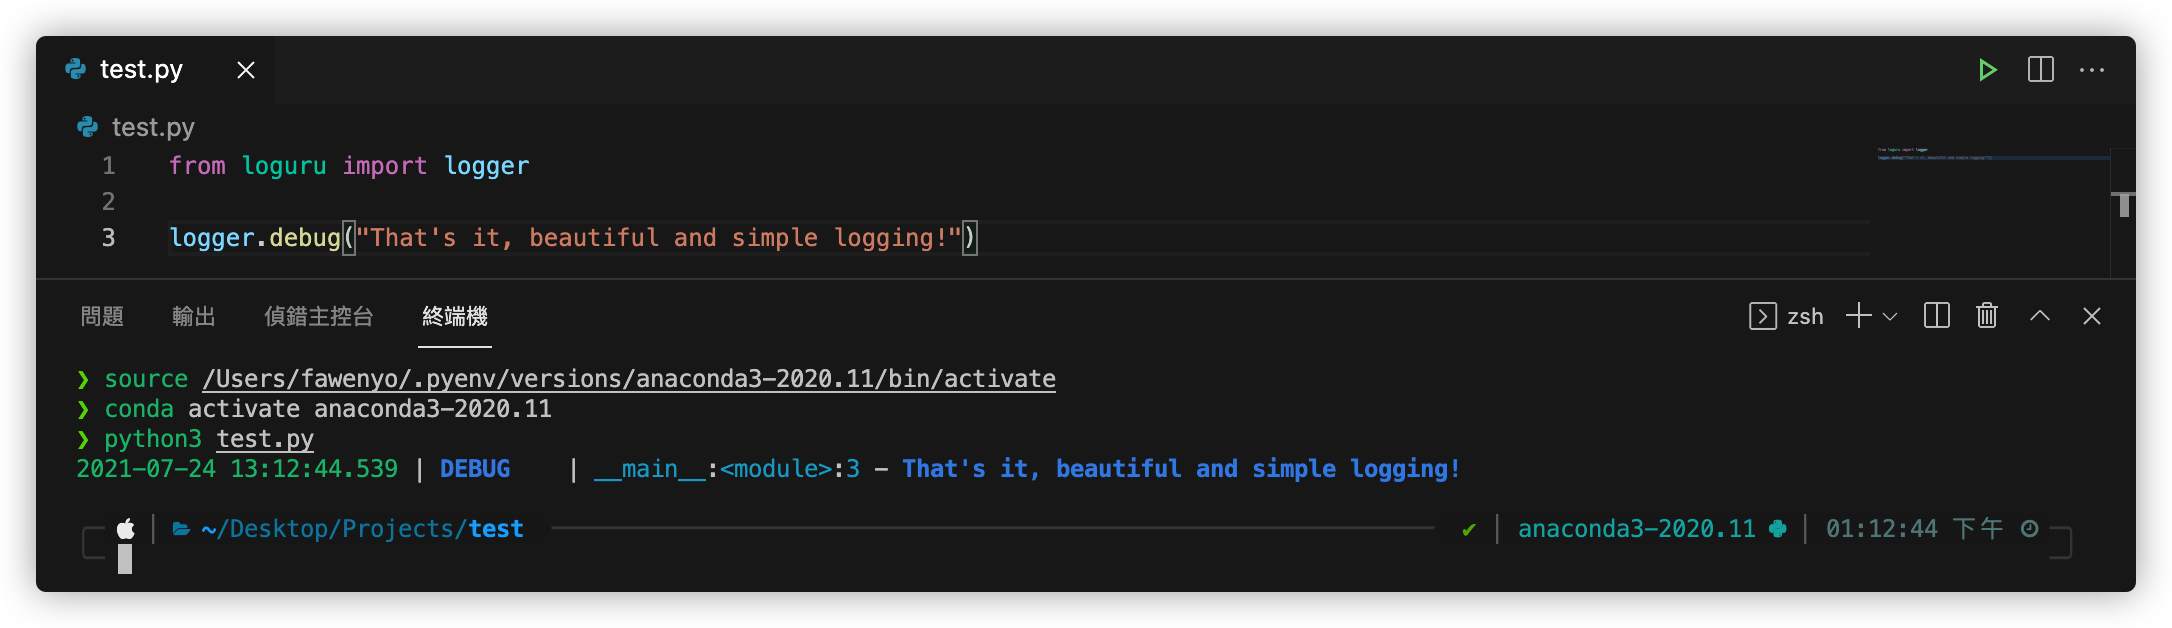 test.py
test.py
1 from loguru import logger
2
3 logger.debug("That's it, beautiful and simple logging!")
問題 輸出 偵錯主控台 終端機 zsh
❯ source /Users/fawenyo/.pyenv/versions/anaconda3-2020.11/bin/activate
❯ conda activate anaconda3-2020.11
❯ python3 test.py
2021-07-24 13:12:44.539 | DEBUG    | __main__:<module>:3 - That's it, beautiful and simple logging!
~/Desktop/Projects/test ✔ | anaconda3-2020.11 | 01:12:44 下午